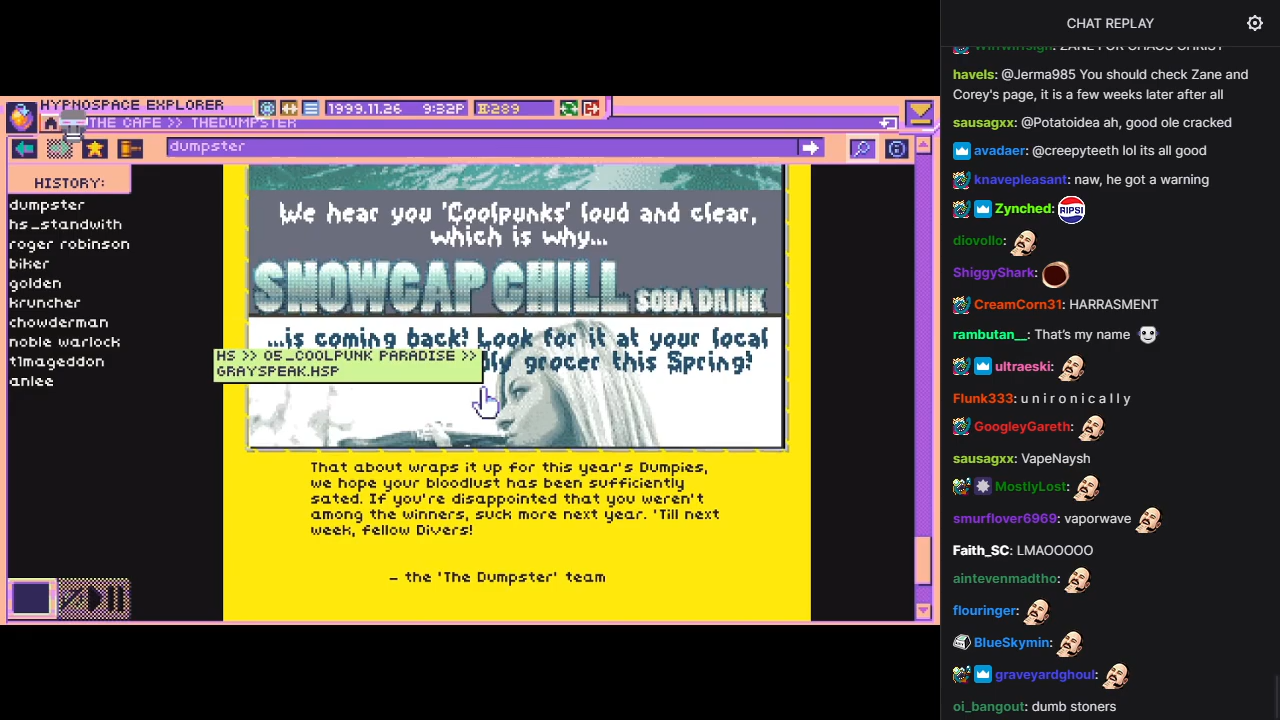 HYPNOSPACE EXPLORER
1999.11.26 9:32P 289
THE CAFE >> THEDUMPSTER
dumpster
HISTORY:
dumpster
hs_standwith
roger robinson
biker
golden
kruncher
chowderman
noble warlock
t1mageddon
anlee
We hear you 'Coolpunks' loud and clear,
which is why...
SNOWCAP CHILL SODA DRINK
...is coming back! Look for it at your local
grocer this Spring!
HS >> 05_COOLPUNK PARADISE >>
GRAYSPEAK.HSP
That about wraps it up for this year's Dumpies,
we hope your bloodlust has been sufficiently
sated. If you're disappointed that you weren't
among the winners, suck more next year. 'Till next
week, fellow Divers!
- the 'The Dumpster' team
CHAT REPLAY
havels: @Jerma985 You should check Zane and
Corey's page, it is a few weeks later after all
sausagxx: @Potatoidea ah, good ole cracked
avadaer: @creepyteeth lol its all good
knavepleasant: naw, he got a warning
Zynched: RIPSI
diovollo:
ShiggyShark:
CreamCorn31: HARRASMENT
rambutan__: That's my name
ultraeski:
Flunk333: u n i r o n i c a l l y
GoogleyGareth:
sausagxx: VapeNaysh
MostlyLost:
smurflover6969: vaporwave
Faith_SC: LMAOOOOO
aintevenmadtho:
flouringer:
BlueSkymin:
graveyardghoul:
oi_bangout: dumb stoners